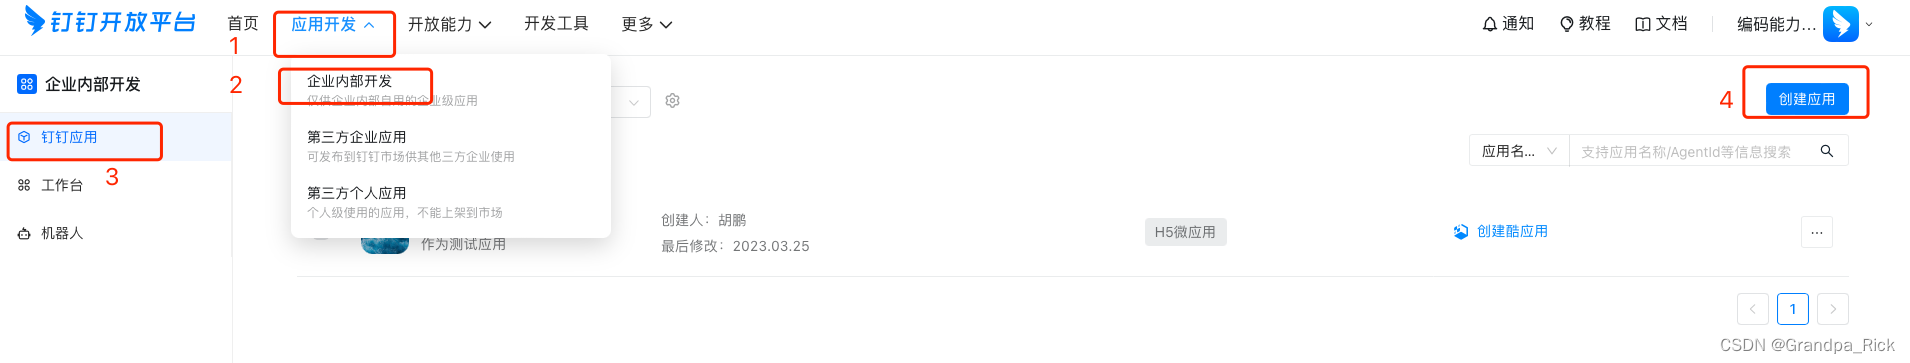 钉钉开放平台 首页 应用开发 开放能力 开发工具 更多 通知 教程 文档 编码能力...
1
企业内部开发
2
企业内部开发
仅供企业内部自用的企业级应用
4
创建应用
钉钉应用
3
第三方企业应用
可发布到钉钉市场供其他三方企业使用
应用名... 支持应用名称/AgentId等信息搜索
工作台
第三方个人应用
个人级使用的应用，不能上架到市场
机器人
作为测试应用
创建人：胡鹏
最后修改：2023.03.25
H5微应用
创建酷应用
...
1
CSDN @Grandpa_Rick